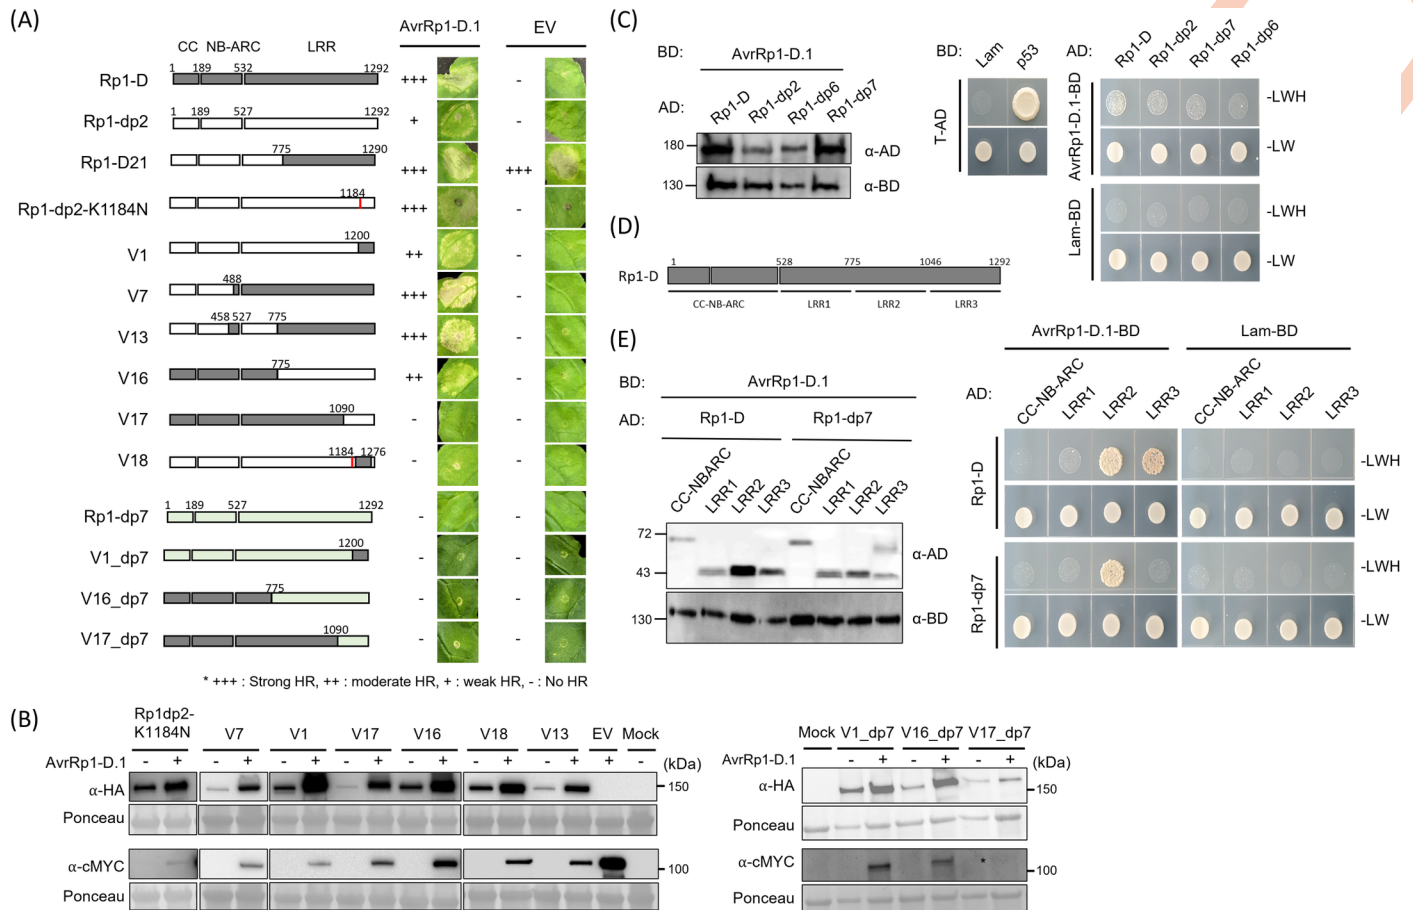 (A)
AvrRp1-D.1 EV
CC NB-ARC LRR
1 189 532 1292
Rp1-D +++ -
1 189 527 1292
Rp1-dp2 + -
775 1290
Rp1-D21 +++ +++
1184
Rp1-dp2-K1184N +++ -
1200
V1 ++ -
488
V7 +++ -
458 527 775
V13 +++ -
775
V16 ++ -
1090
V17 - -
1184 1276
V18 - -
1 189 527 1292
Rp1-dp7 - -
1200
V1_dp7 - -
775
V16_dp7 - -
1090
V17_dp7 - -
* +++ : Strong HR, ++ : moderate HR, + : weak HR, - : No HR
(B)
Rp1dp2-
K1184N V7 V1 V17 V16 V18 V13 EV Mock
AvrRp1-D.1 - + - + - + - + - + - + - + + - (kDa)
α-HA 150
Ponceau
α-cMYC 100
Ponceau
Mock V1_dp7 V16_dp7 V17_dp7
AvrRp1-D.1 - - + - + - + (kDa)
α-HA 150
Ponceau
α-cMYC * 100
Ponceau
(C)
BD: AvrRp1-D.1
AD: Rp1-D Rp1-dp2 Rp1-dp6 Rp1-dp7
180 α-AD
130 α-BD
BD: Lam p53
T-AD
AD: Rp1-D Rp1-dp2 Rp1-dp7 Rp1-dp6
AvrRp1-D.1-BD
-LWH
-LW
Lam-BD
-LWH
-LW
(D)
1 528 775 1046 1292
Rp1-D
CC-NB-ARC LRR1 LRR2 LRR3
(E)
BD: AvrRp1-D.1
AD: Rp1-D Rp1-dp7
CC-NBARC LRR1 LRR2 LRR3 CC-NBARC LRR1 LRR2 LRR3
72
43 α-AD
130 α-BD
AvrRp1-D.1-BD Lam-BD
AD: CC-NB-ARC LRR1 LRR2 LRR3 CC-NB-ARC LRR1 LRR2 LRR3
Rp1-D
-LWH
-LW
Rp1-dp7
-LWH
-LW